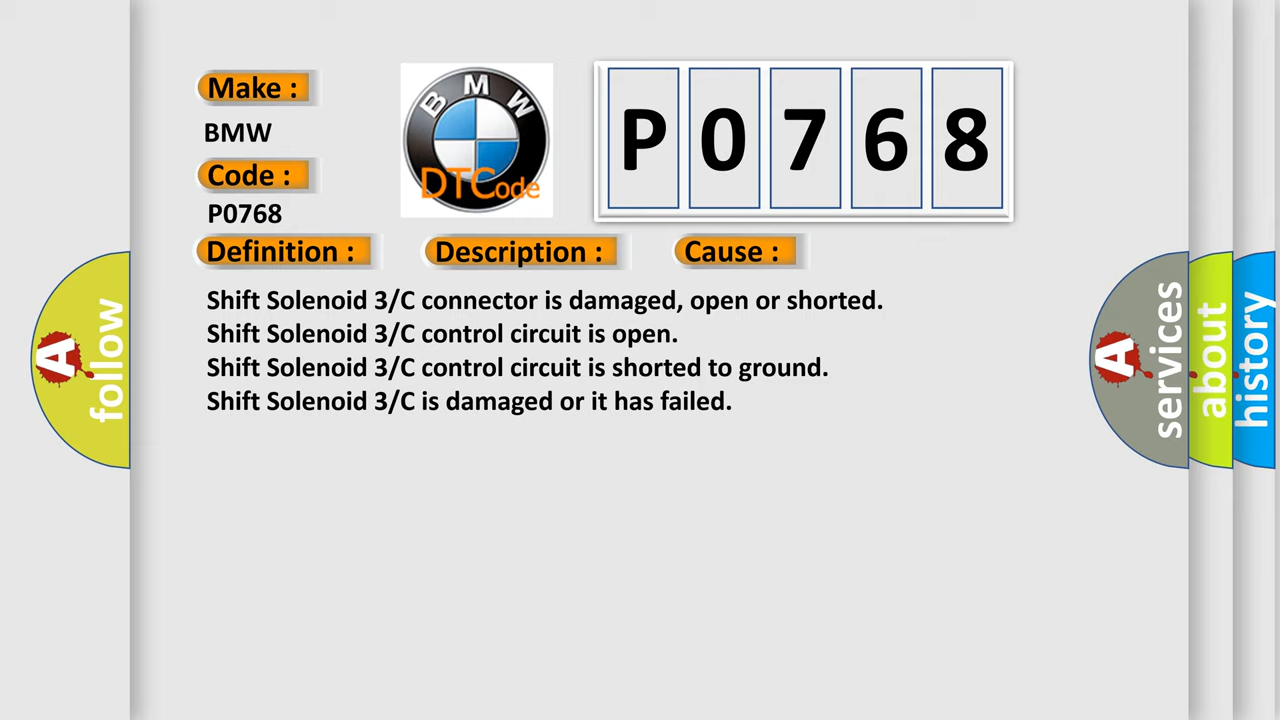 Make :
BMW
Code :
P0768
BMW
DTCode
P0768
Definition :
Description :
Cause :
Shift Solenoid 3/C connector is damaged, open or shorted.
Shift Solenoid 3/C control circuit is open.
Shift Solenoid 3/C control circuit is shorted to ground.
Shift Solenoid 3/C is damaged or it has failed.
A
follow
A
services
about
history